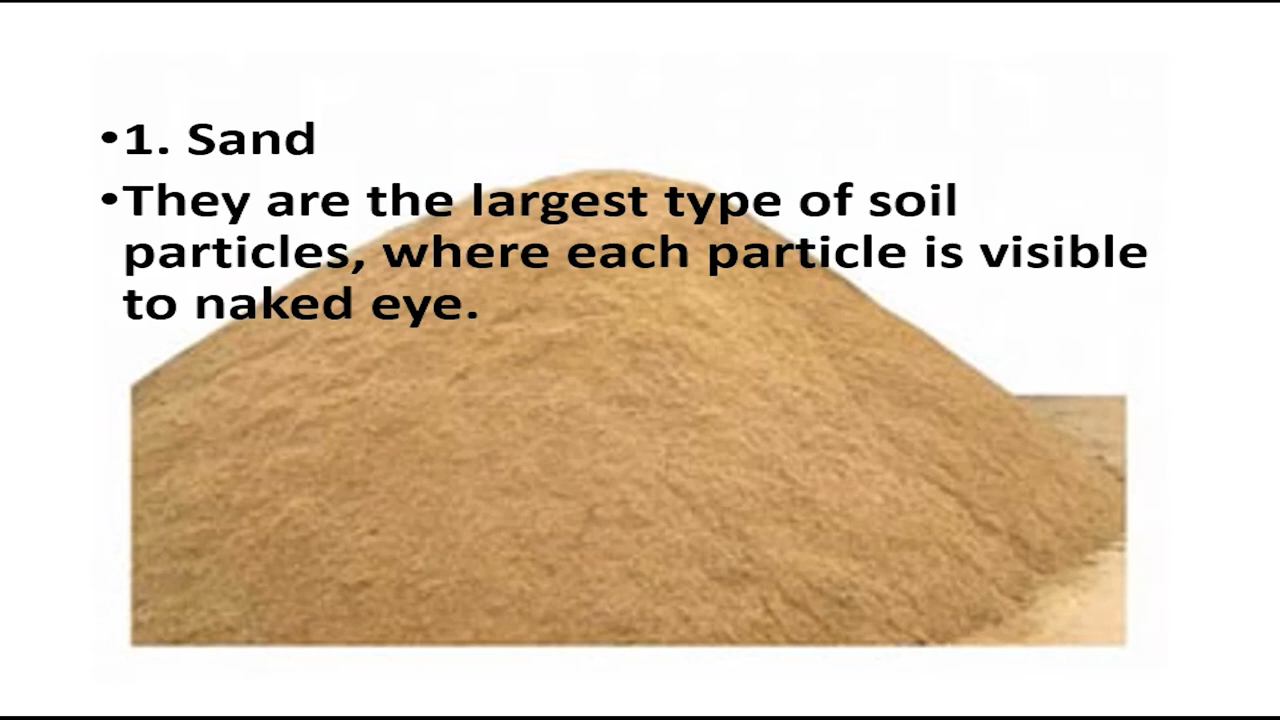 •1. Sand
•They are the largest type of soil
particles, where each particle is visible
to naked eye.